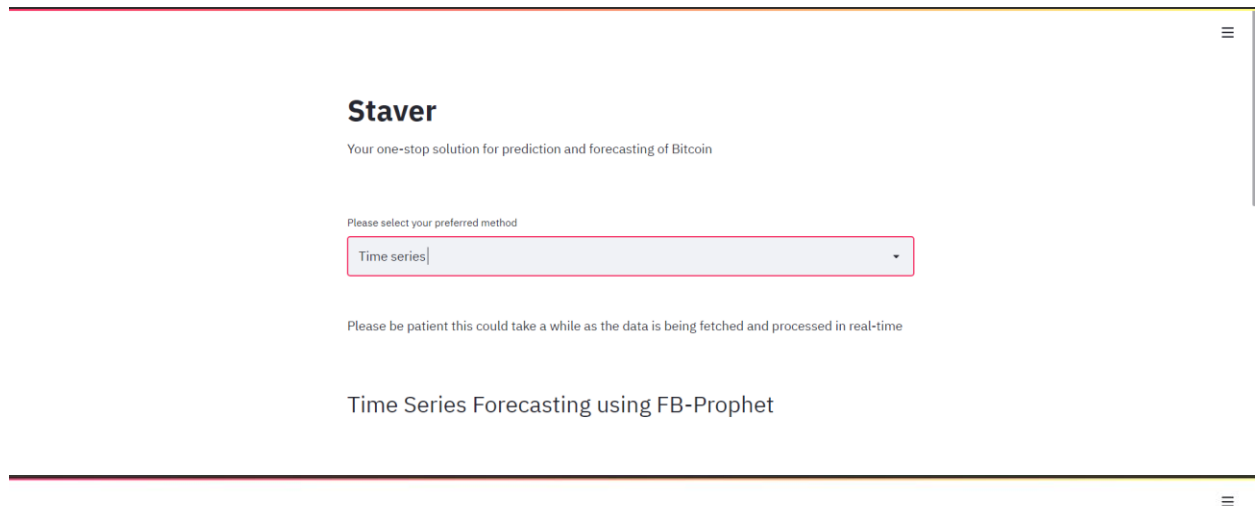 Staver
Your one-stop solution for prediction and forecasting of Bitcoin
Please select your preferred method
Time series
Please be patient this could take a while as the data is being fetched and processed in real-time
Time Series Forecasting using FB-Prophet